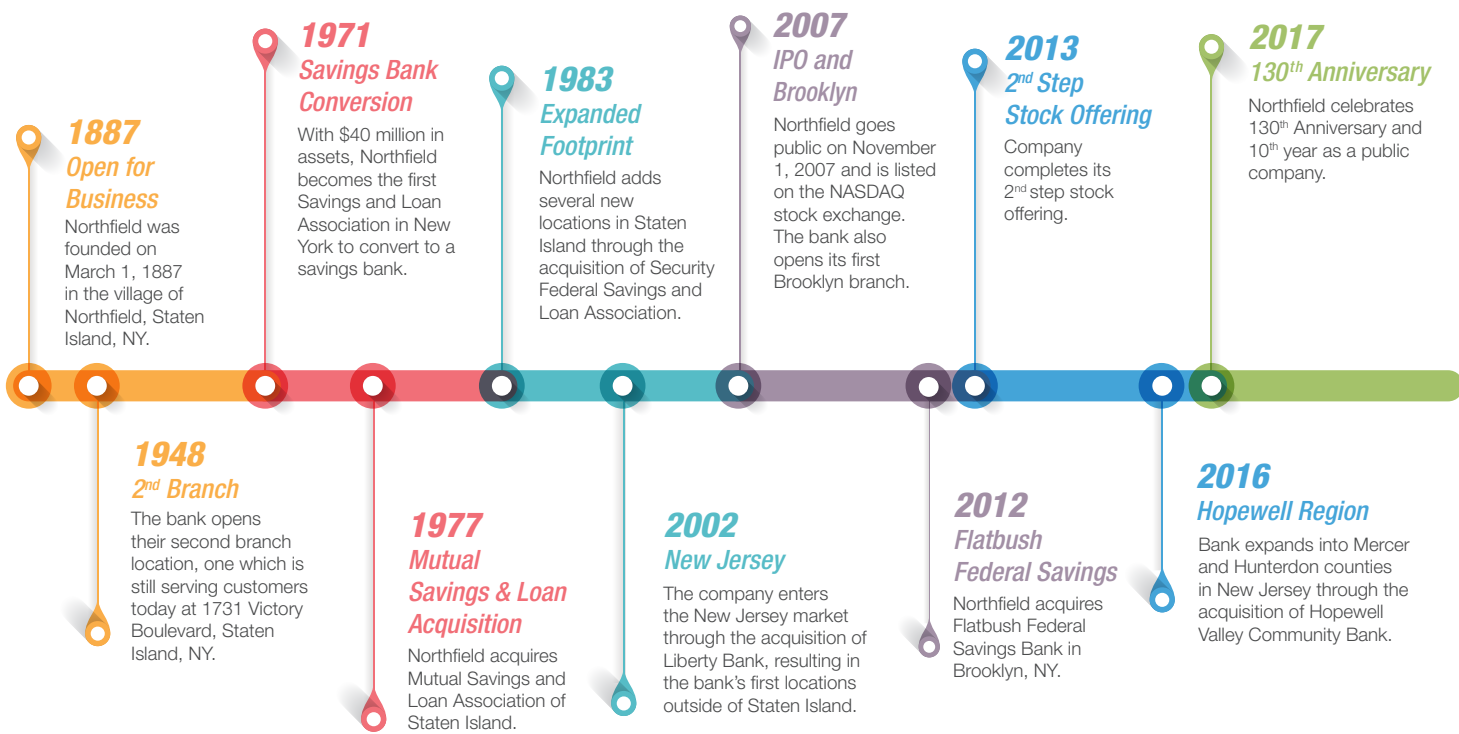 1887
Open for
Business
Northfield was
founded on
March 1, 1887
in the village of
Northfield, Staten
Island, NY.
1948
2nd Branch
The bank opens
their second branch
location, one which is
still serving customers
today at 1731 Victory
Boulevard, Staten
Island, NY.
1971
Savings Bank
Conversion
With $40 million in
assets, Northfield
becomes the first
Savings and Loan
Association in New
York to convert to a
savings bank.
1977
Mutual
Savings & Loan
Acquisition
Northfield acquires
Mutual Savings and
Loan Association of
Staten Island.
1983
Expanded
Footprint
Northfield adds
several new
locations in Staten
Island through the
acquisition of Security
Federal Savings and
Loan Association.
2002
New Jersey
The company enters
the New Jersey market
through the acquisition of
Liberty Bank, resulting in
the bank's first locations
outside of Staten Island.
2007
IPO and
Brooklyn
Northfield goes
public on November
1, 2007 and is listed
on the NASDAQ
stock exchange.
The bank also
opens its first
Brooklyn branch.
2012
Flatbush
Federal Savings
Northfield acquires
Flatbush Federal
Savings Bank in
Brooklyn, NY.
2013
2nd Step
Stock Offering
Company
completes its
2nd step stock
offering.
2016
Hopewell Region
Bank expands into Mercer
and Hunterdon counties
in New Jersey through the
acquisition of Hopewell
Valley Community Bank.
2017
130th Anniversary
Northfield celebrates
130th Anniversary and
10th year as a public
company.